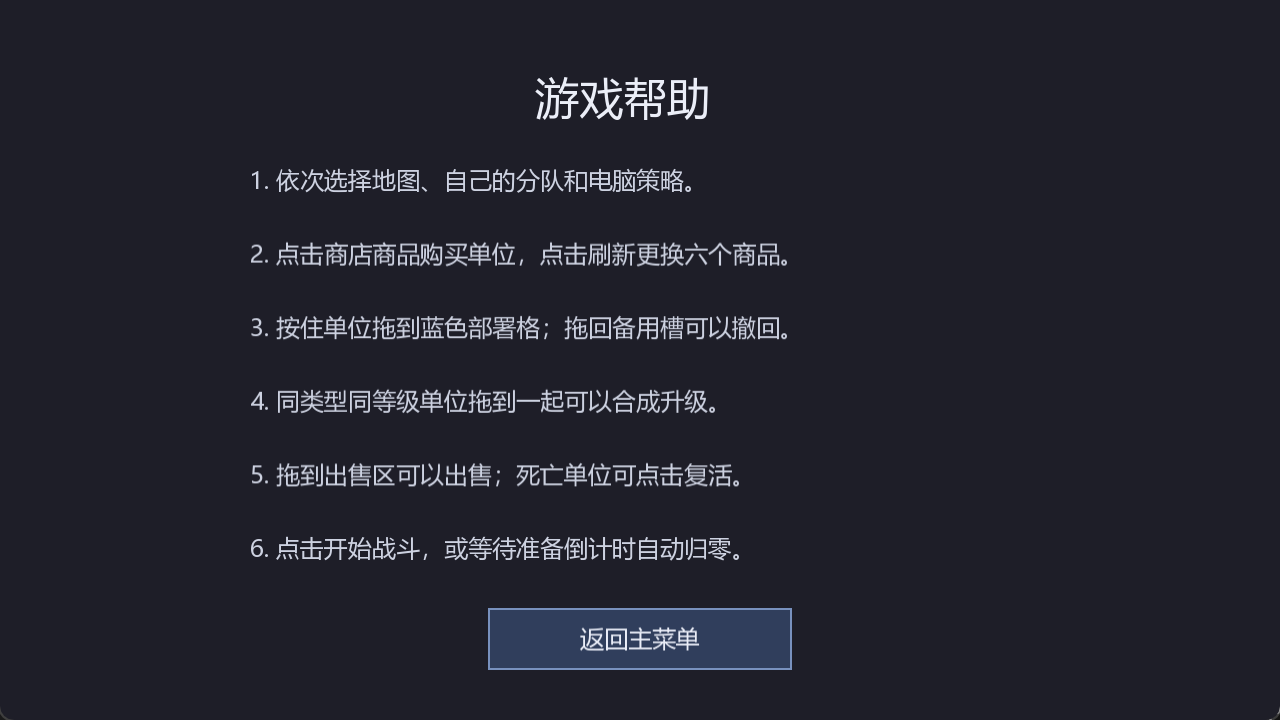 游戏帮助
1. 依次选择地图、自己的分队和电脑策略。
2. 点击商店商品购买单位，点击刷新更换六个商品。
3. 按住单位拖到蓝色部署格；拖回备用槽可以撤回。
4. 同类型同等级单位拖到一起可以合成升级。
5. 拖到出售区可以出售；死亡单位可点击复活。
6. 点击开始战斗，或等待准备倒计时自动归零。
返回主菜单